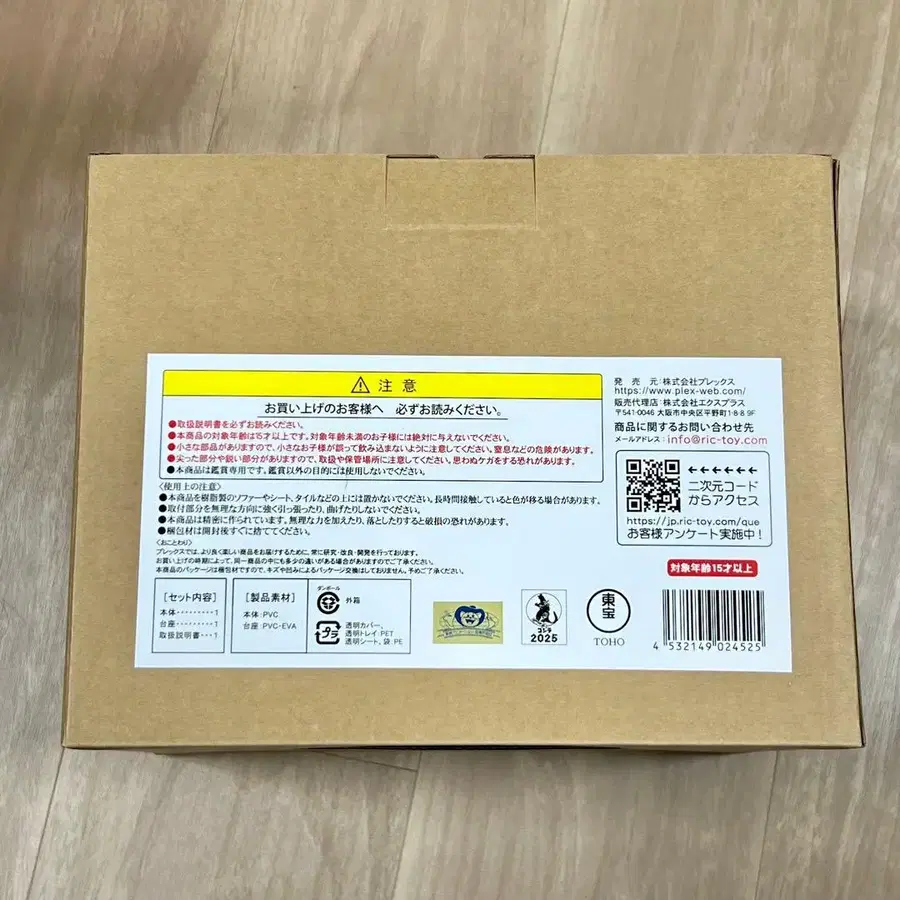 ⚠ 注意
お買い上げのお客様へ 必ずお読みください。
●取扱説明書を必ずお読みください。
●本商品の対象年齢は15才以上です。対象年齢未満のお子様には絶対に与えないでください。
●小さな部品がありますので、小さなお子様が誤って飲み込まないように注意してください。窒息などの危険があります。
●尖った部分や鋭い部分がありますので、取扱や保管場所に注意してください。思わぬケガをする恐れがあります。
●本商品は鑑賞専用です。鑑賞以外の目的には使用しないでください。
〈使用上の注意〉
●本商品を樹脂製のソファーやシート、タイルなどの上には置かないでください。長時間接触していると色が移る場合があります。
●取付部分を無理な方向に強く引っ張ったり、曲げたりしないでください。
●本商品は精密に作られています。無理な力を加えたり、落としたりすると破損の恐れがあります。
●梱包材は開封後すぐに捨ててください。
〈おことわり〉
プレックスでは、より良く楽しい商品をお届けするために、常に研究・改良・開発を行っております。
お買い上げの時期によって、同一商品の中にも多少の違いがある場合がありますのでご了承ください。
本商品のパッケージは梱包材ですので、キズや凹みによるパッケージ交換はしておりません。予めご了承ください。
[セット内容]
本体………1
台座………1
取扱説明書…1
[製品素材]
本体:PVC
台座:PVC・EVA
ダンボール
外箱
プラ
透明カバー、
透明トレイ:PET
透明シート、袋:PE
ゴジラ
2025
東宝
TOHO
発売元:株式会社プレックス
https://www.plex-web.com/
販売代理店:株式会社エクスプラス
〒541-0046 大阪市中央区平野町1-8-8 9F
商品に関するお問い合わせ先
メールアドレス:info@ric-toy.com
←←←←←←
二次元コード
からアクセス
https://jp.ric-toy.com/que
お客様アンケート実施中!
対象年齢15才以上
4 532149 024525